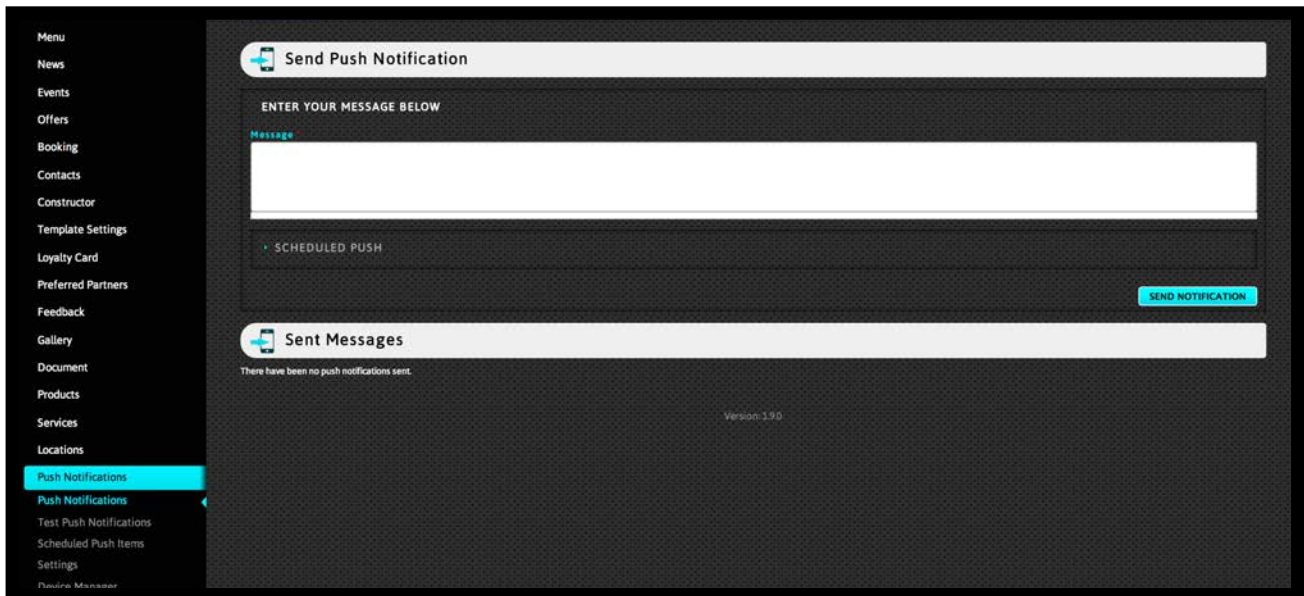 Menu
News
Events
Offers
Booking
Contacts
Constructor
Template Settings
Loyalty Card
Preferred Partners
Feedback
Gallery
Document
Products
Services
Locations
Push Notifications
Push Notifications
Test Push Notifications
Scheduled Push Items
Settings
Device Manager
Send Push Notification
ENTER YOUR MESSAGE BELOW
Message
SCHEDULED PUSH
SEND NOTIFICATION
Sent Messages
There have been no push notifications sent.
Version: 1.9.0